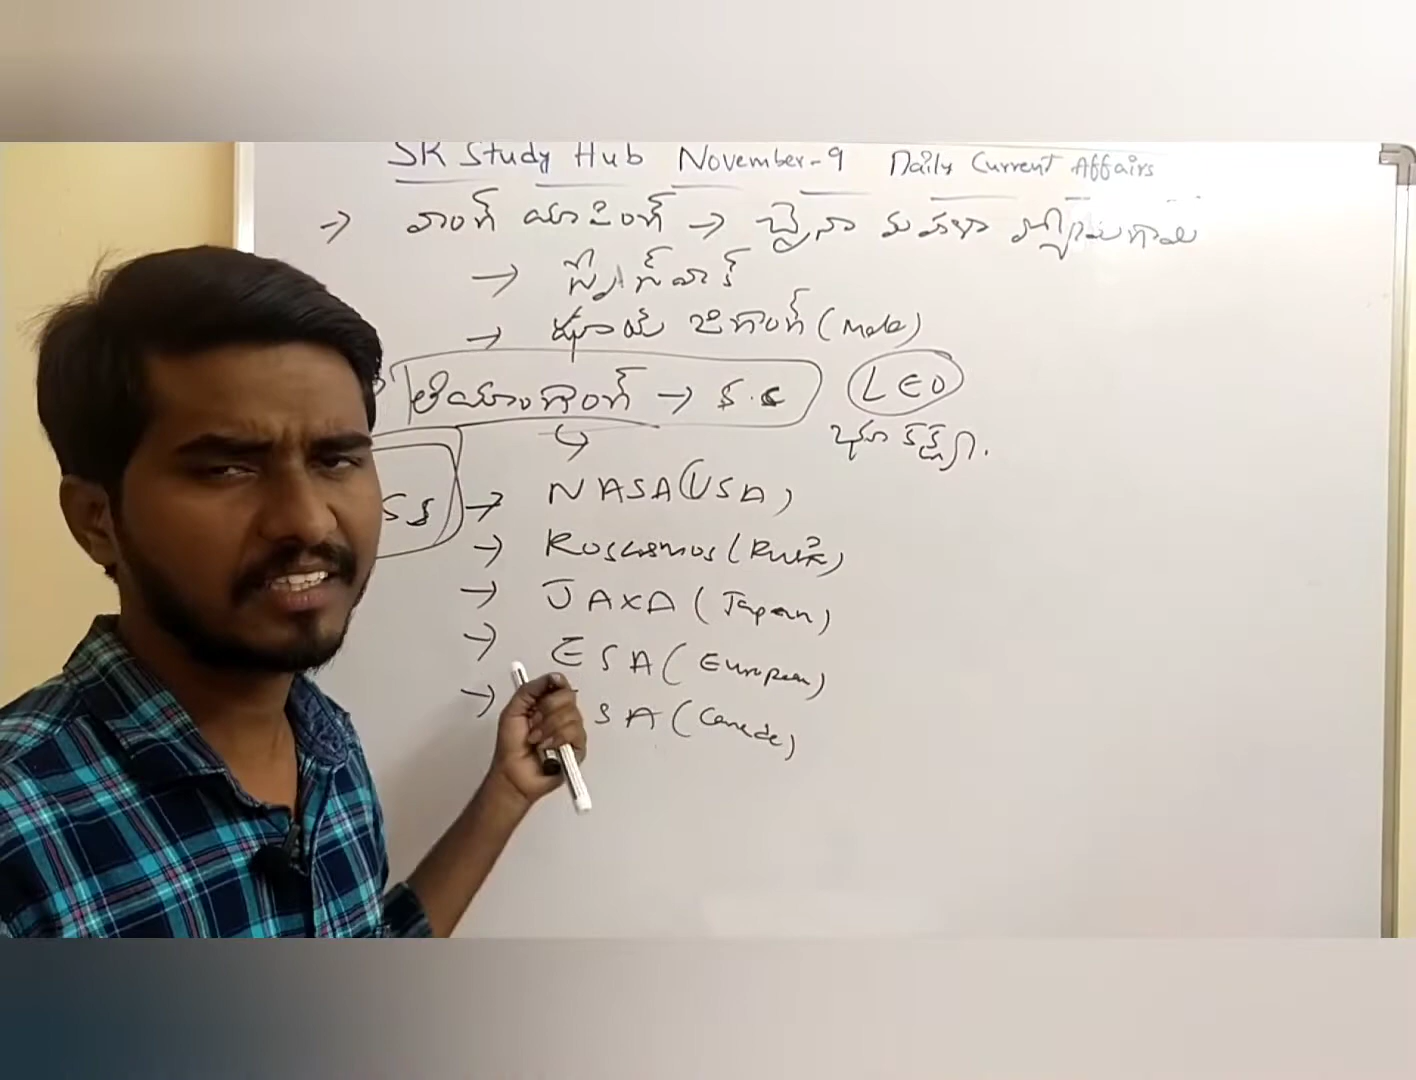 SK Study Hub November-9 Daily Current Affairs
→ వాంగ్ యాపింగ్ → చైనా మహిళా వ్యోమగామి
→ స్పేస్ వాక్
→ జిగాంగ్ (Male)
తియాంగాంగ్ → క.క LEO
భూ కక్ష్య.
→ NASA (USA)
→ Roscosmos (
→ JAXA (Japan)
→ ESA (European)
→ SA (Canada)